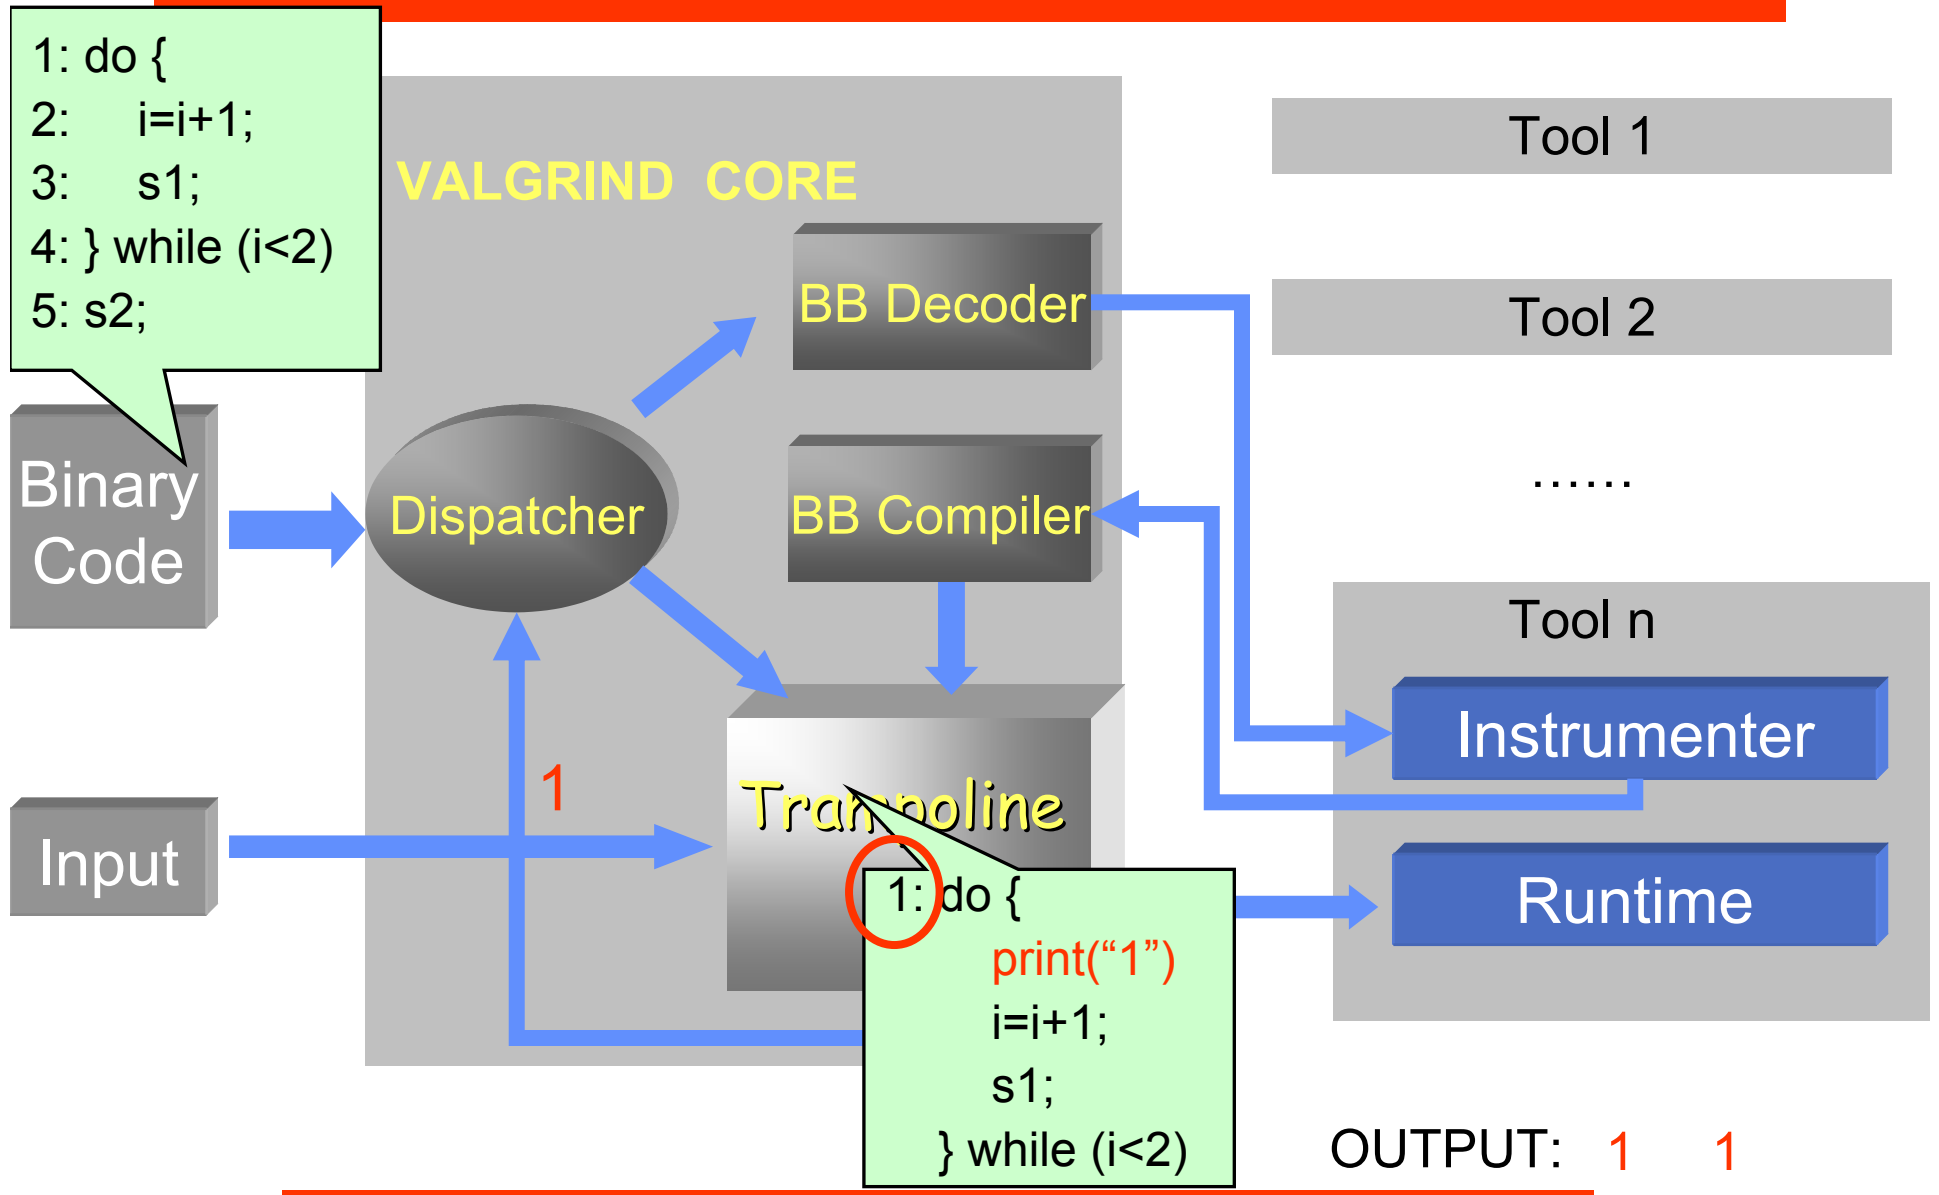 1: do {
2: i=i+1;
3: s1;
4: } while (i<2)
5: s2;
VALGRIND CORE
Tool 1
BB Decoder
Tool 2
Binary
Code
Dispatcher
BB Compiler
......
Tool n
Instrumenter
1
Trampoline
Input
Runtime
1: do {
print(“1”)
i=i+1;
s1;
} while (i<2)
OUTPUT: 1 1